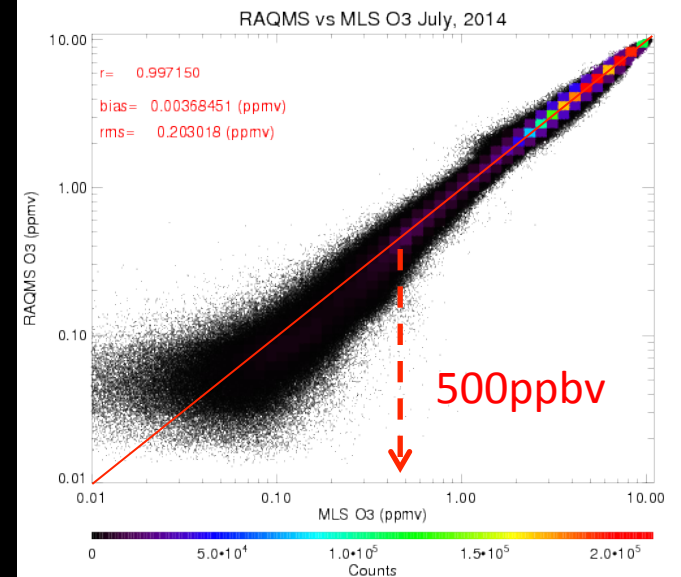 RAQMS vs MLS O3 July, 2014
10.00
r= 0.997150
bias= 0.00368451 (ppmv)
rms= 0.203018 (ppmv)
1.00
RAQMS O3 (ppmv)
0.10
500ppbv
0.01
0.01 0.10 1.00 10.00
MLS O3 (ppmv)
0 5.0•10⁴ 1.0•10⁵ 1.5•10⁵ 2.0•10⁵
Counts